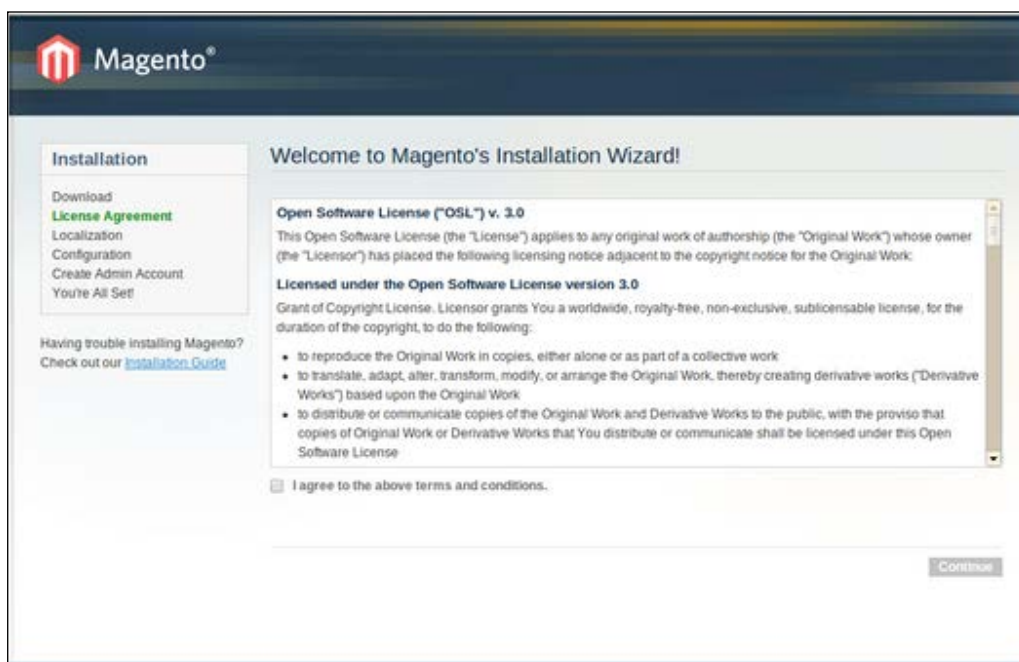 Magento®
Installation
Download
License Agreement
Localization
Configuration
Create Admin Account
You're All Set!
Having trouble installing Magento?
Check out our Installation Guide
Welcome to Magento's Installation Wizard!
Open Software License ("OSL") v. 3.0
This Open Software License (the "License") applies to any original work of authorship (the "Original Work") whose owner
(the "Licensor") has placed the following licensing notice adjacent to the copyright notice for the Original Work:
Licensed under the Open Software License version 3.0
Grant of Copyright License. Licensor grants You a worldwide, royalty-free, non-exclusive, sublicensable license, for the
duration of the copyright, to do the following:
• to reproduce the Original Work in copies, either alone or as part of a collective work
• to translate, adapt, alter, transform, modify, or arrange the Original Work, thereby creating derivative works ("Derivative
Works") based upon the Original Work
• to distribute or communicate copies of the Original Work and Derivative Works to the public, with the proviso that
copies of Original Work or Derivative Works that You distribute or communicate shall be licensed under this Open
Software License
I agree to the above terms and conditions.
Continue